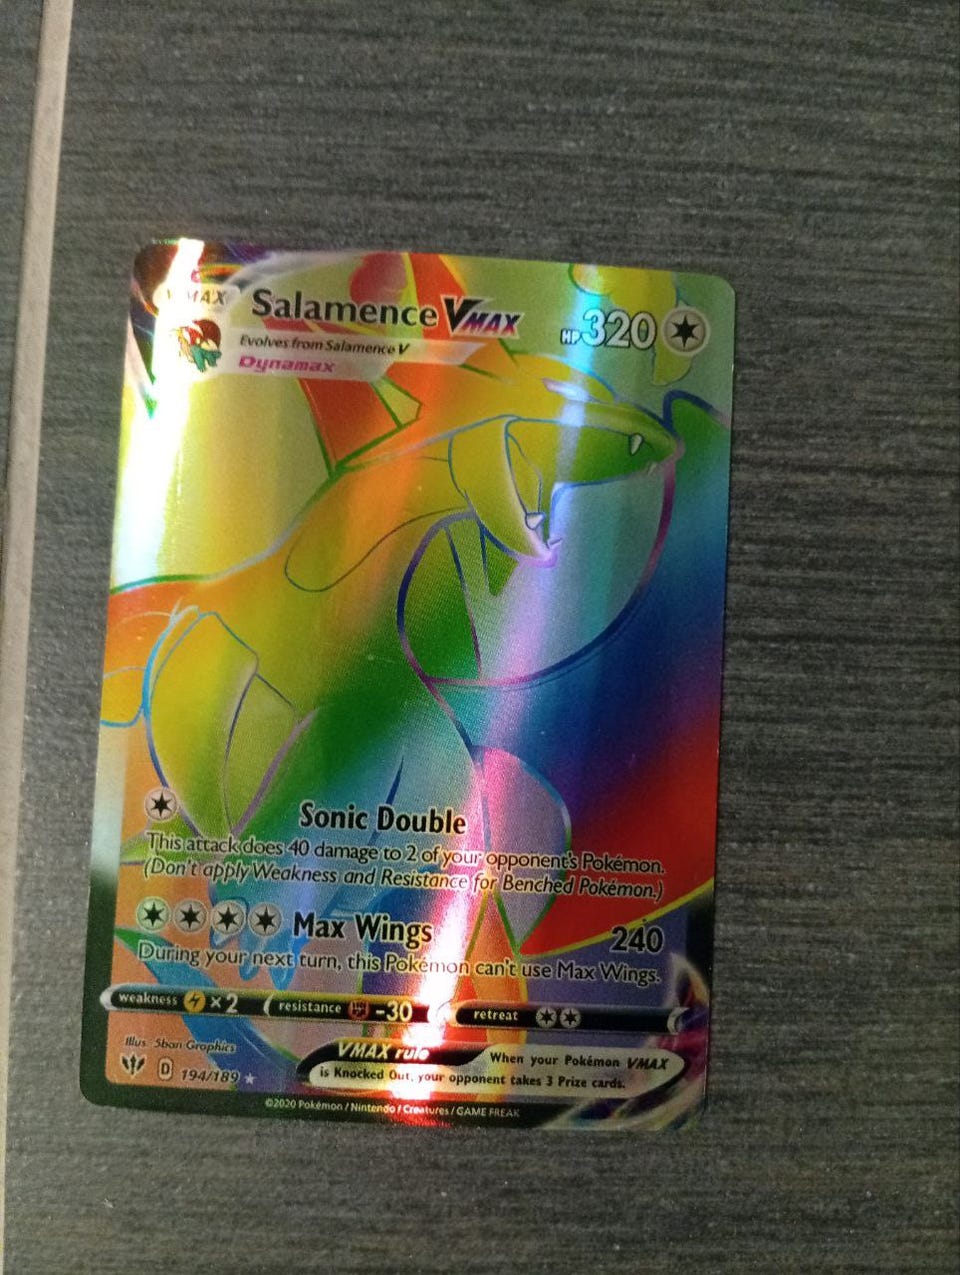 VMAX
Salamence VMAX
HP 320
Evolves from Salamence V
Dynamax
Sonic Double
This attack does 40 damage to 2 of your opponent's Pokémon.
(Don't apply Weakness and Resistance for Benched Pokémon.)
Max Wings 240
During your next turn, this Pokémon can't use Max Wings.
weakness ×2 resistance -30 retreat
Illus. 5ban Graphics
VMAX rule When your Pokémon VMAX
is Knocked Out, your opponent takes 3 Prize cards.
D 194/189
©2020 Pokémon / Nintendo / Creatures / GAME FREAK